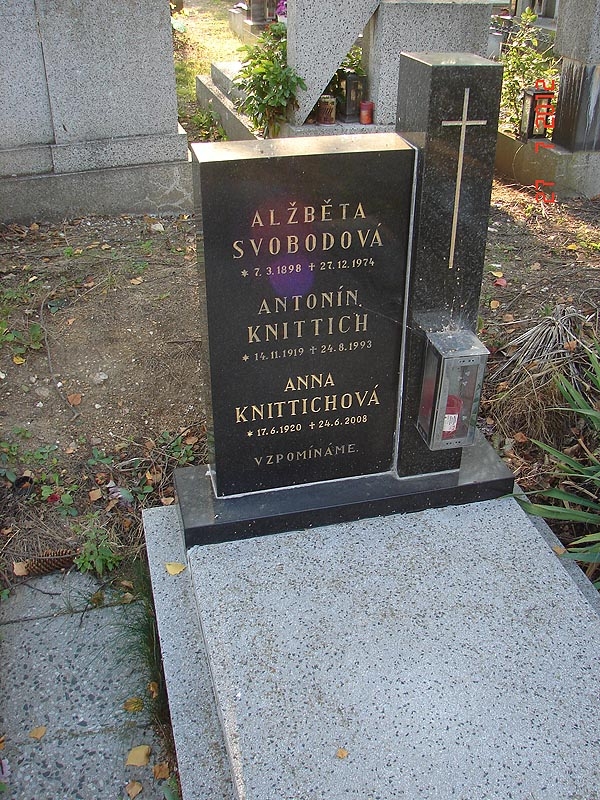 ALŽBĚTA
SVOBODOVÁ
* 7.3.1898 + 27.12.1974
ANTONÍN
KNITTICH
* 14.11.1919 + 24.8.1993
ANNA
KNITTICHOVÁ
* 17.6.1920 + 24.6.2008
VZPOMÍNÁME.